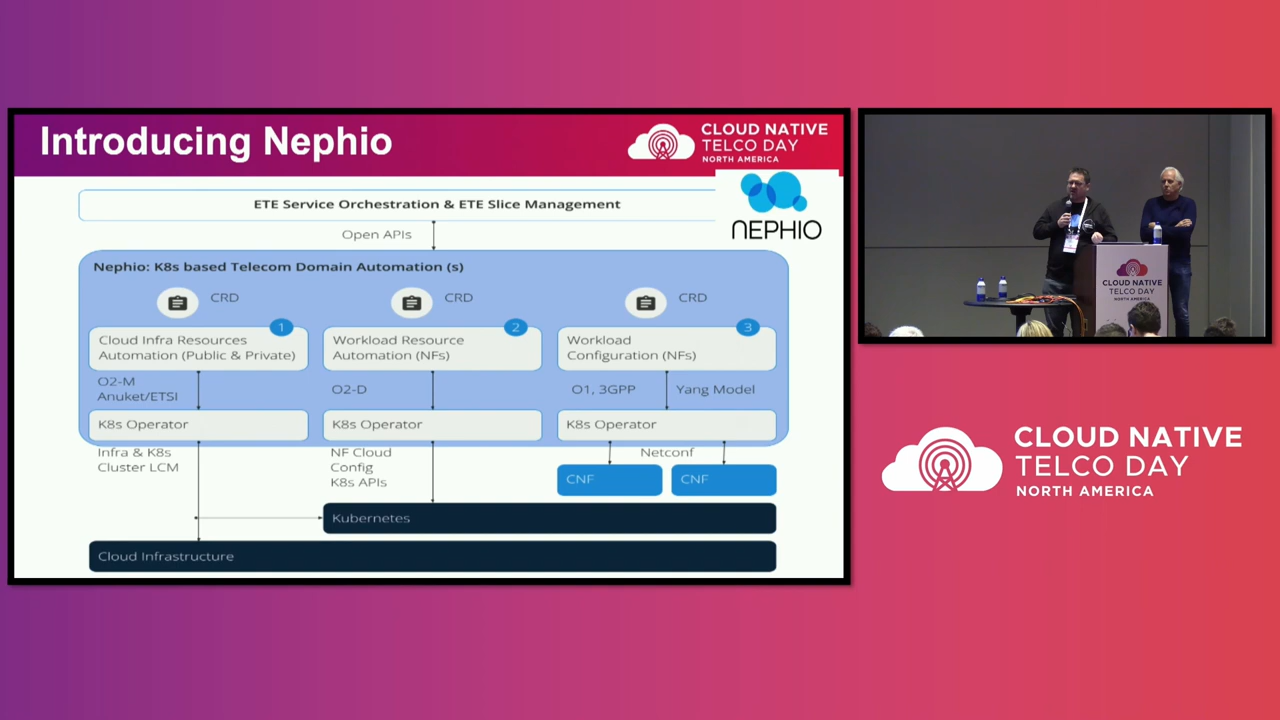 Introducing Nephio
CLOUD NATIVE
TELCO DAY
NORTH AMERICA
NEPHIO
ETE Service Orchestration & ETE Slice Management
Open APIs
Nephio: K8s based Telecom Domain Automation (s)
CRD
CRD
CRD
1
2
3
Cloud Infra Resources
Automation (Public & Private)
Workload Resource
Automation (NFs)
Workload
Configuration (NFs)
O2-M
Anuket/ETSI
O2-D
O1, 3GPP
Yang Model
K8s Operator
K8s Operator
K8s Operator
Infra & K8s
Cluster LCM
NF Cloud
Config
K8s APIs
Netconf
CNF
CNF
Kubernetes
Cloud Infrastructure
CLOUD NATIVE
TELCO DAY
NORTH AMERICA
CLOUD NATIVE
TELCO DAY
NORTH AMERICA